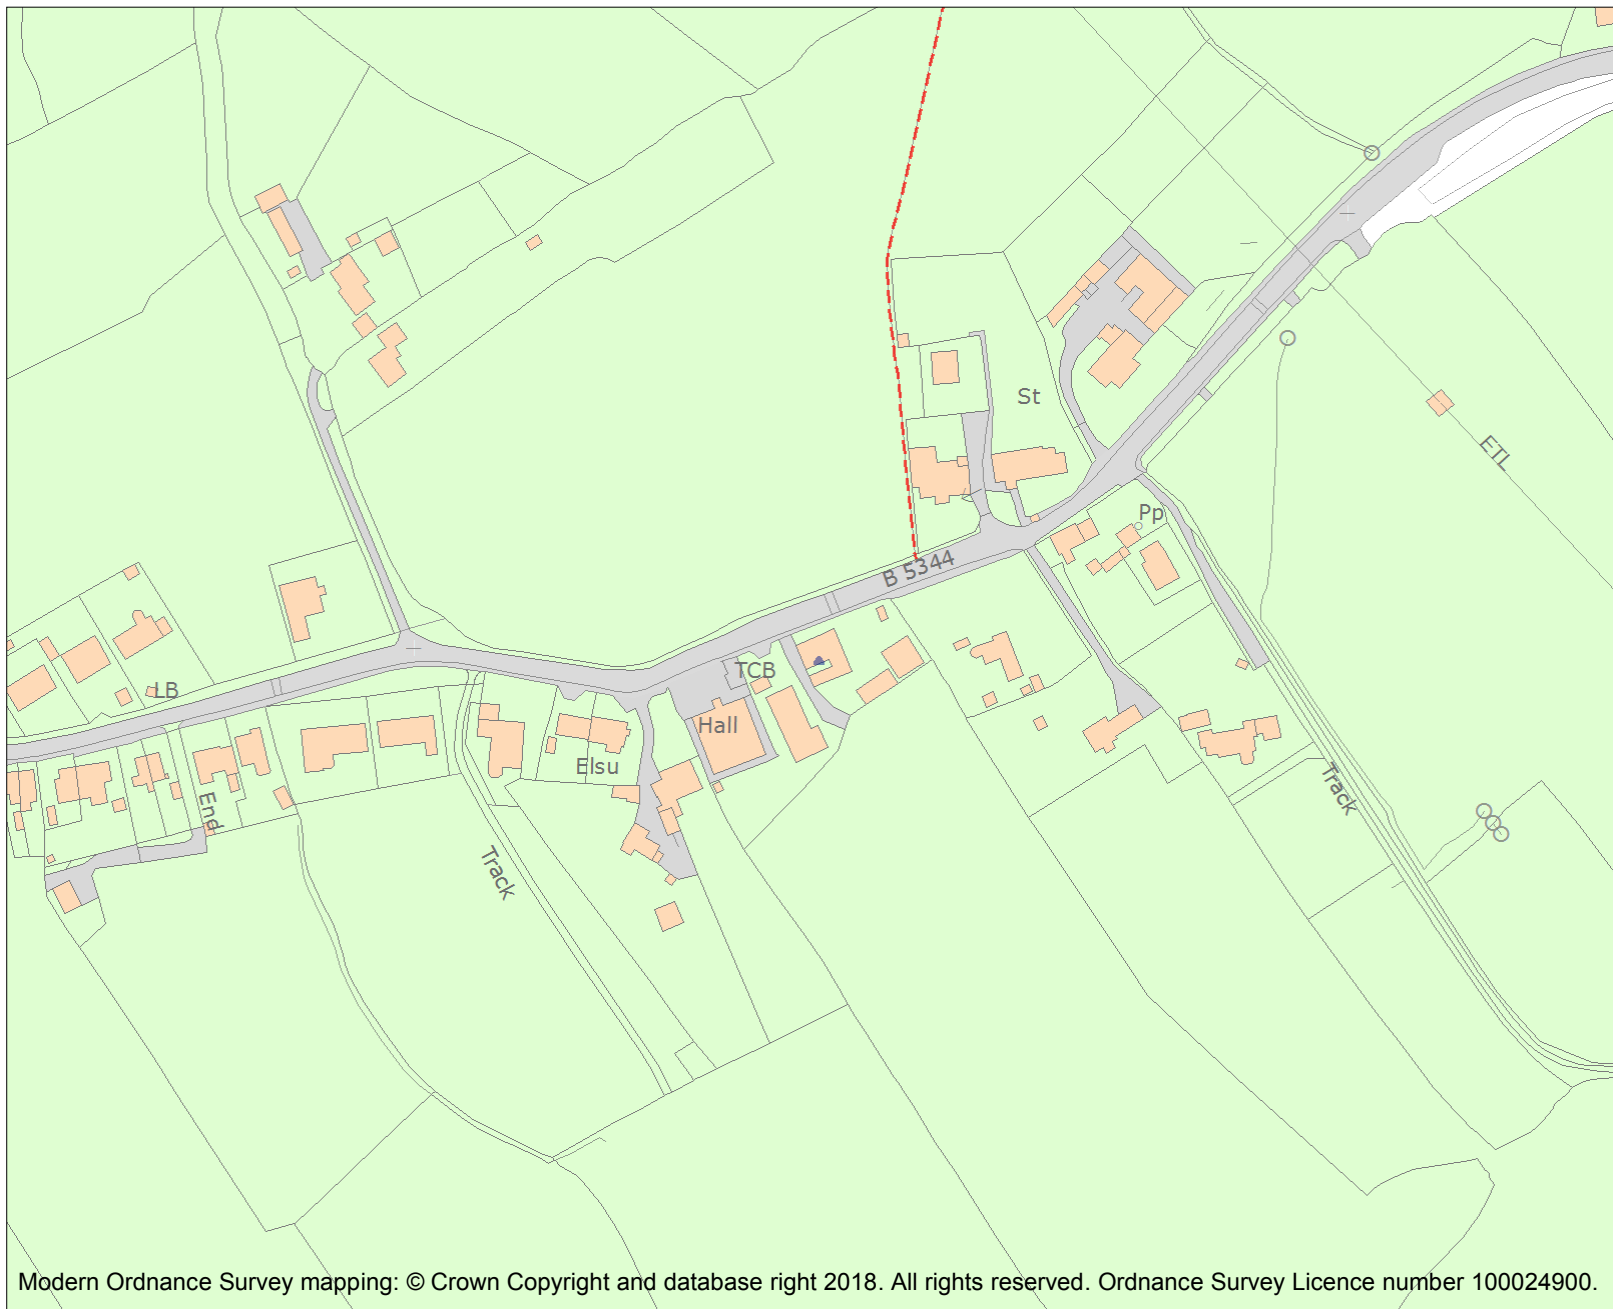 St
ETL
Pp
B 5344
TCB
LB
Hall
Elsu
Track
End
Track
Modern Ordnance Survey mapping: © Crown Copyright and database right 2018. All rights reserved. Ordnance Survey Licence number 100024900.